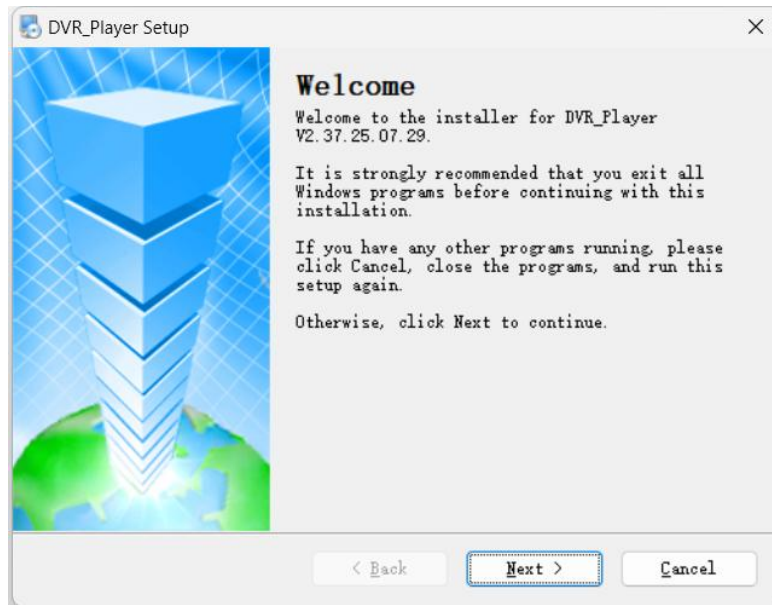 DVR_Player Setup
Welcome
Welcome to the installer for DVR_Player
V2.37.25.07.29.
It is strongly recommended that you exit all
Windows programs before continuing with this
installation.
If you have any other programs running, please
click Cancel, close the programs, and run this
setup again.
Otherwise, click Next to continue.
< Back
Next >
Cancel